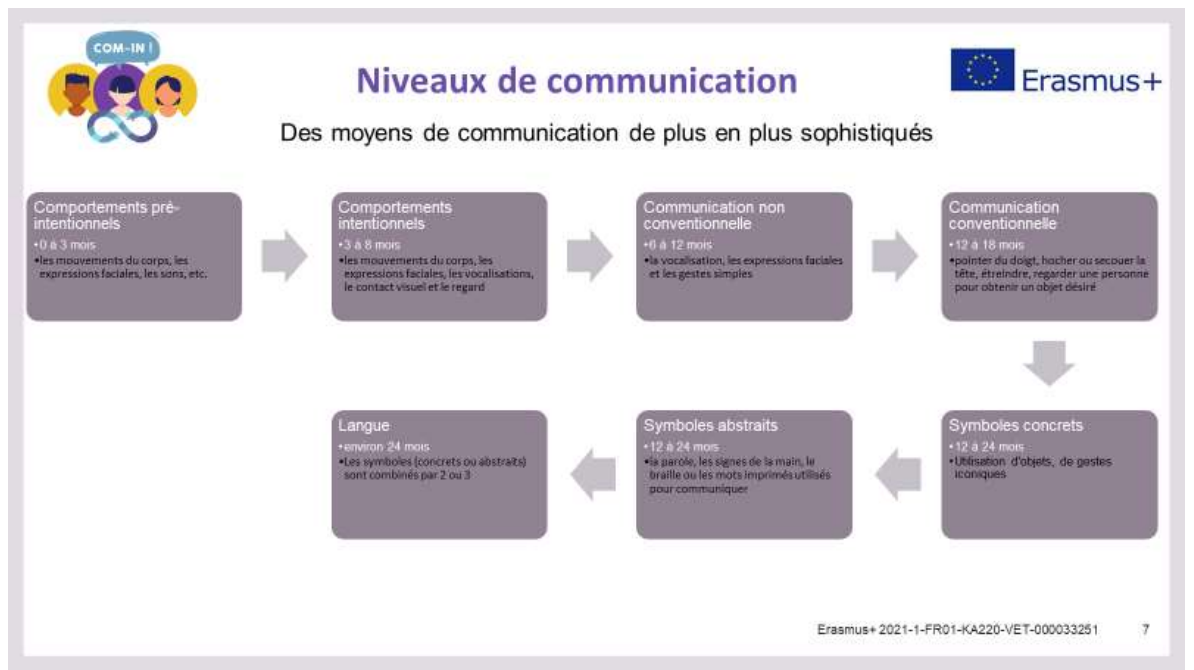 COM-IN !
Niveaux de communication
Erasmus+
Des moyens de communication de plus en plus sophistiqués
Comportements pré-
intentionnels
•0 à 3 mois
•les mouvements du corps, les
expressions faciales, les sons, etc.
Comportements
intentionnels
•3 à 8 mois
•les mouvements du corps, les
expressions faciales, les vocalisations,
le contact visuel et le regard
Communication non
conventionnelle
•6 à 12 mois
•la vocalisation, les expressions faciales
et les gestes simples
Communication
conventionnelle
•12 à 18 mois
•pointer du doigt, hocher ou secouer la
tête, étreindre, regarder une personne
pour obtenir un objet désiré
Symboles concrets
•12 à 24 mois
•Utilisation d'objets, de gestes
iconiques
Symboles abstraits
•12 à 24 mois
•la parole, les signes de la main, le
braille ou les mots imprimés utilisés
pour communiquer
Langue
•environ 24 mois
•Les symboles (concrets ou abstraits)
sont combinés par 2 ou 3
Erasmus+ 2021-1-FR01-KA220-VET-000033251
7